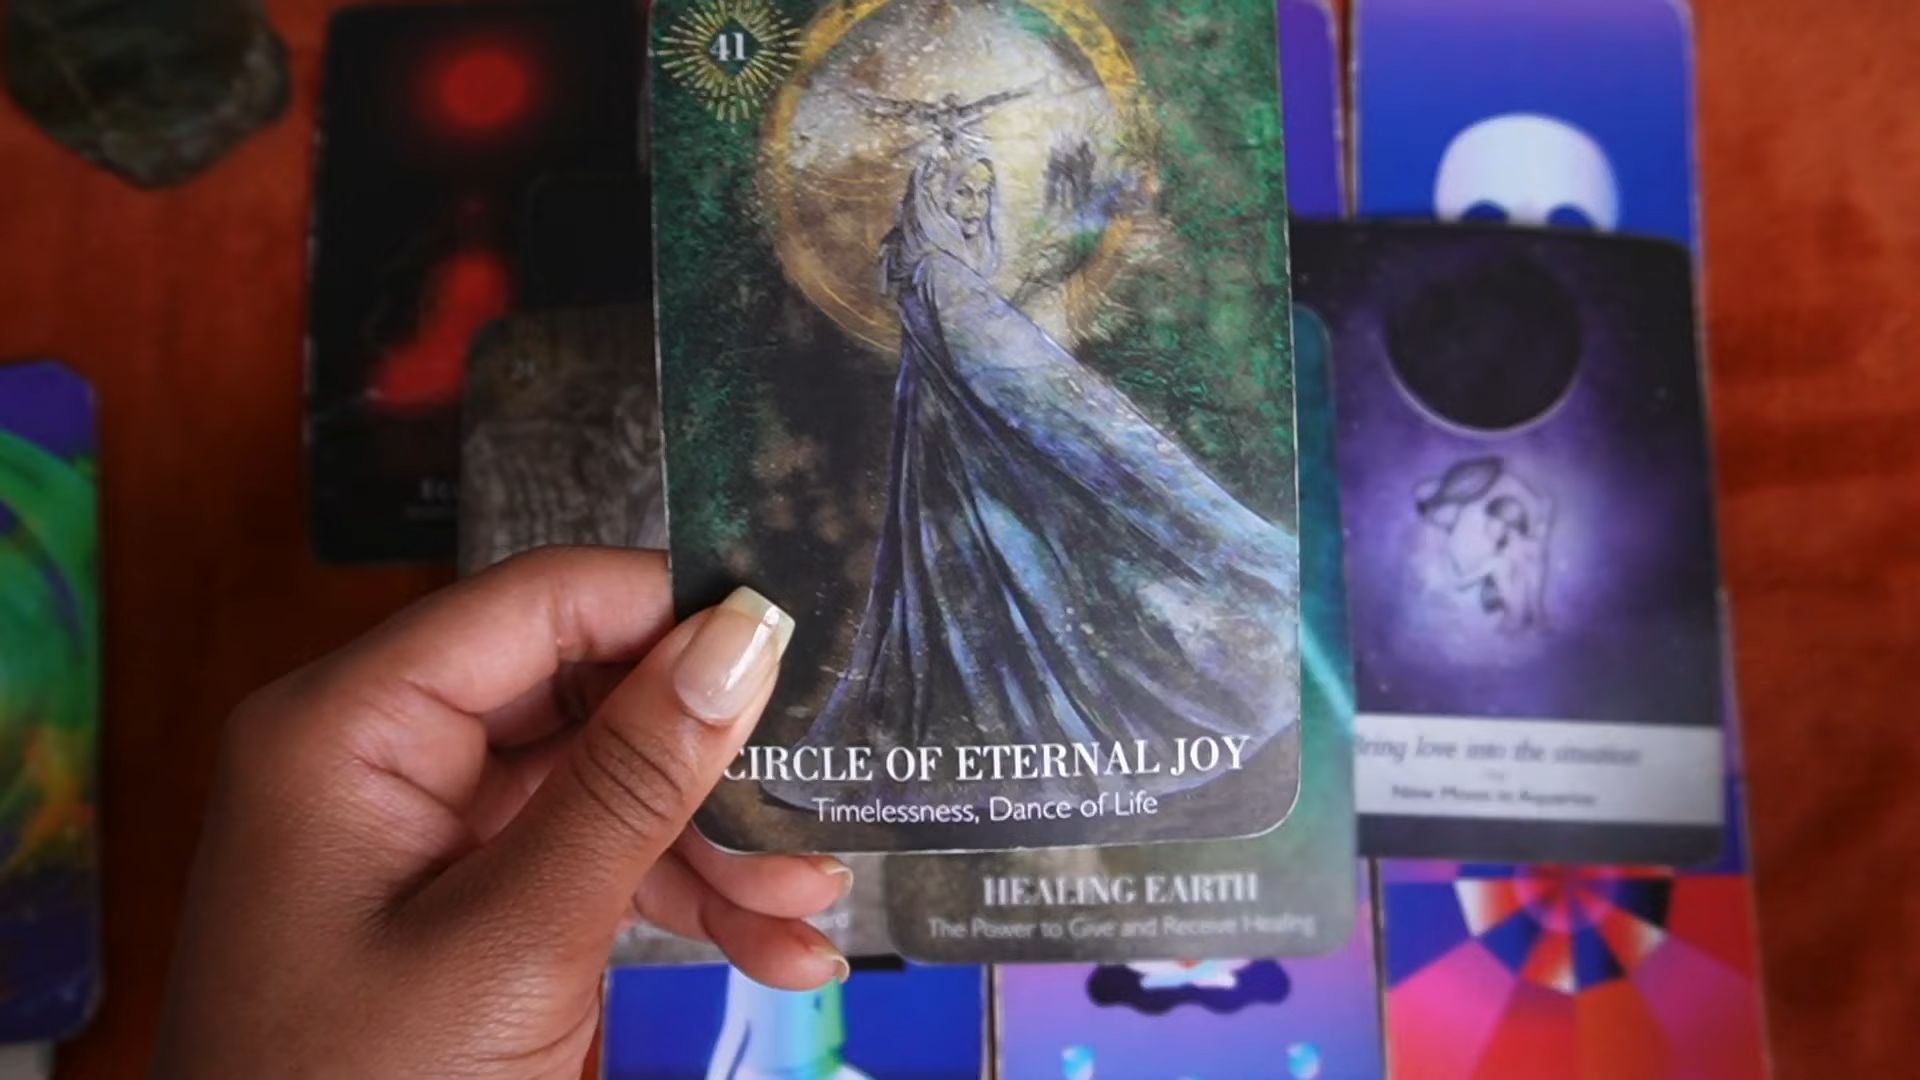 41
CIRCLE OF ETERNAL JOY
Timelessness, Dance of Life
HEALING EARTH
The Power to Give and Receive Healing
Bring love into the situation
New Moon in Aquarius